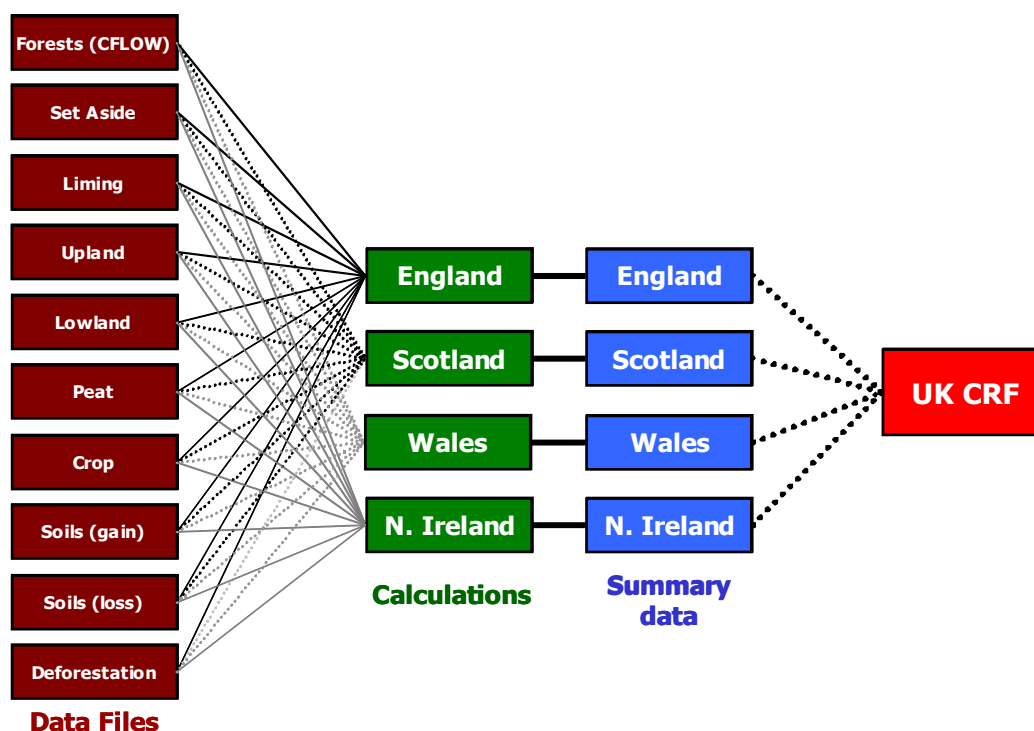 Forests (CFLOW)
Set Aside
Liming
Upland
Lowland
Peat
Crop
Soils (gain)
Soils (loss)
Deforestation
Data Files
England
Scotland
Wales
N. Ireland
Calculations
England
Scotland
Wales
N. Ireland
Summary
data
UK CRF